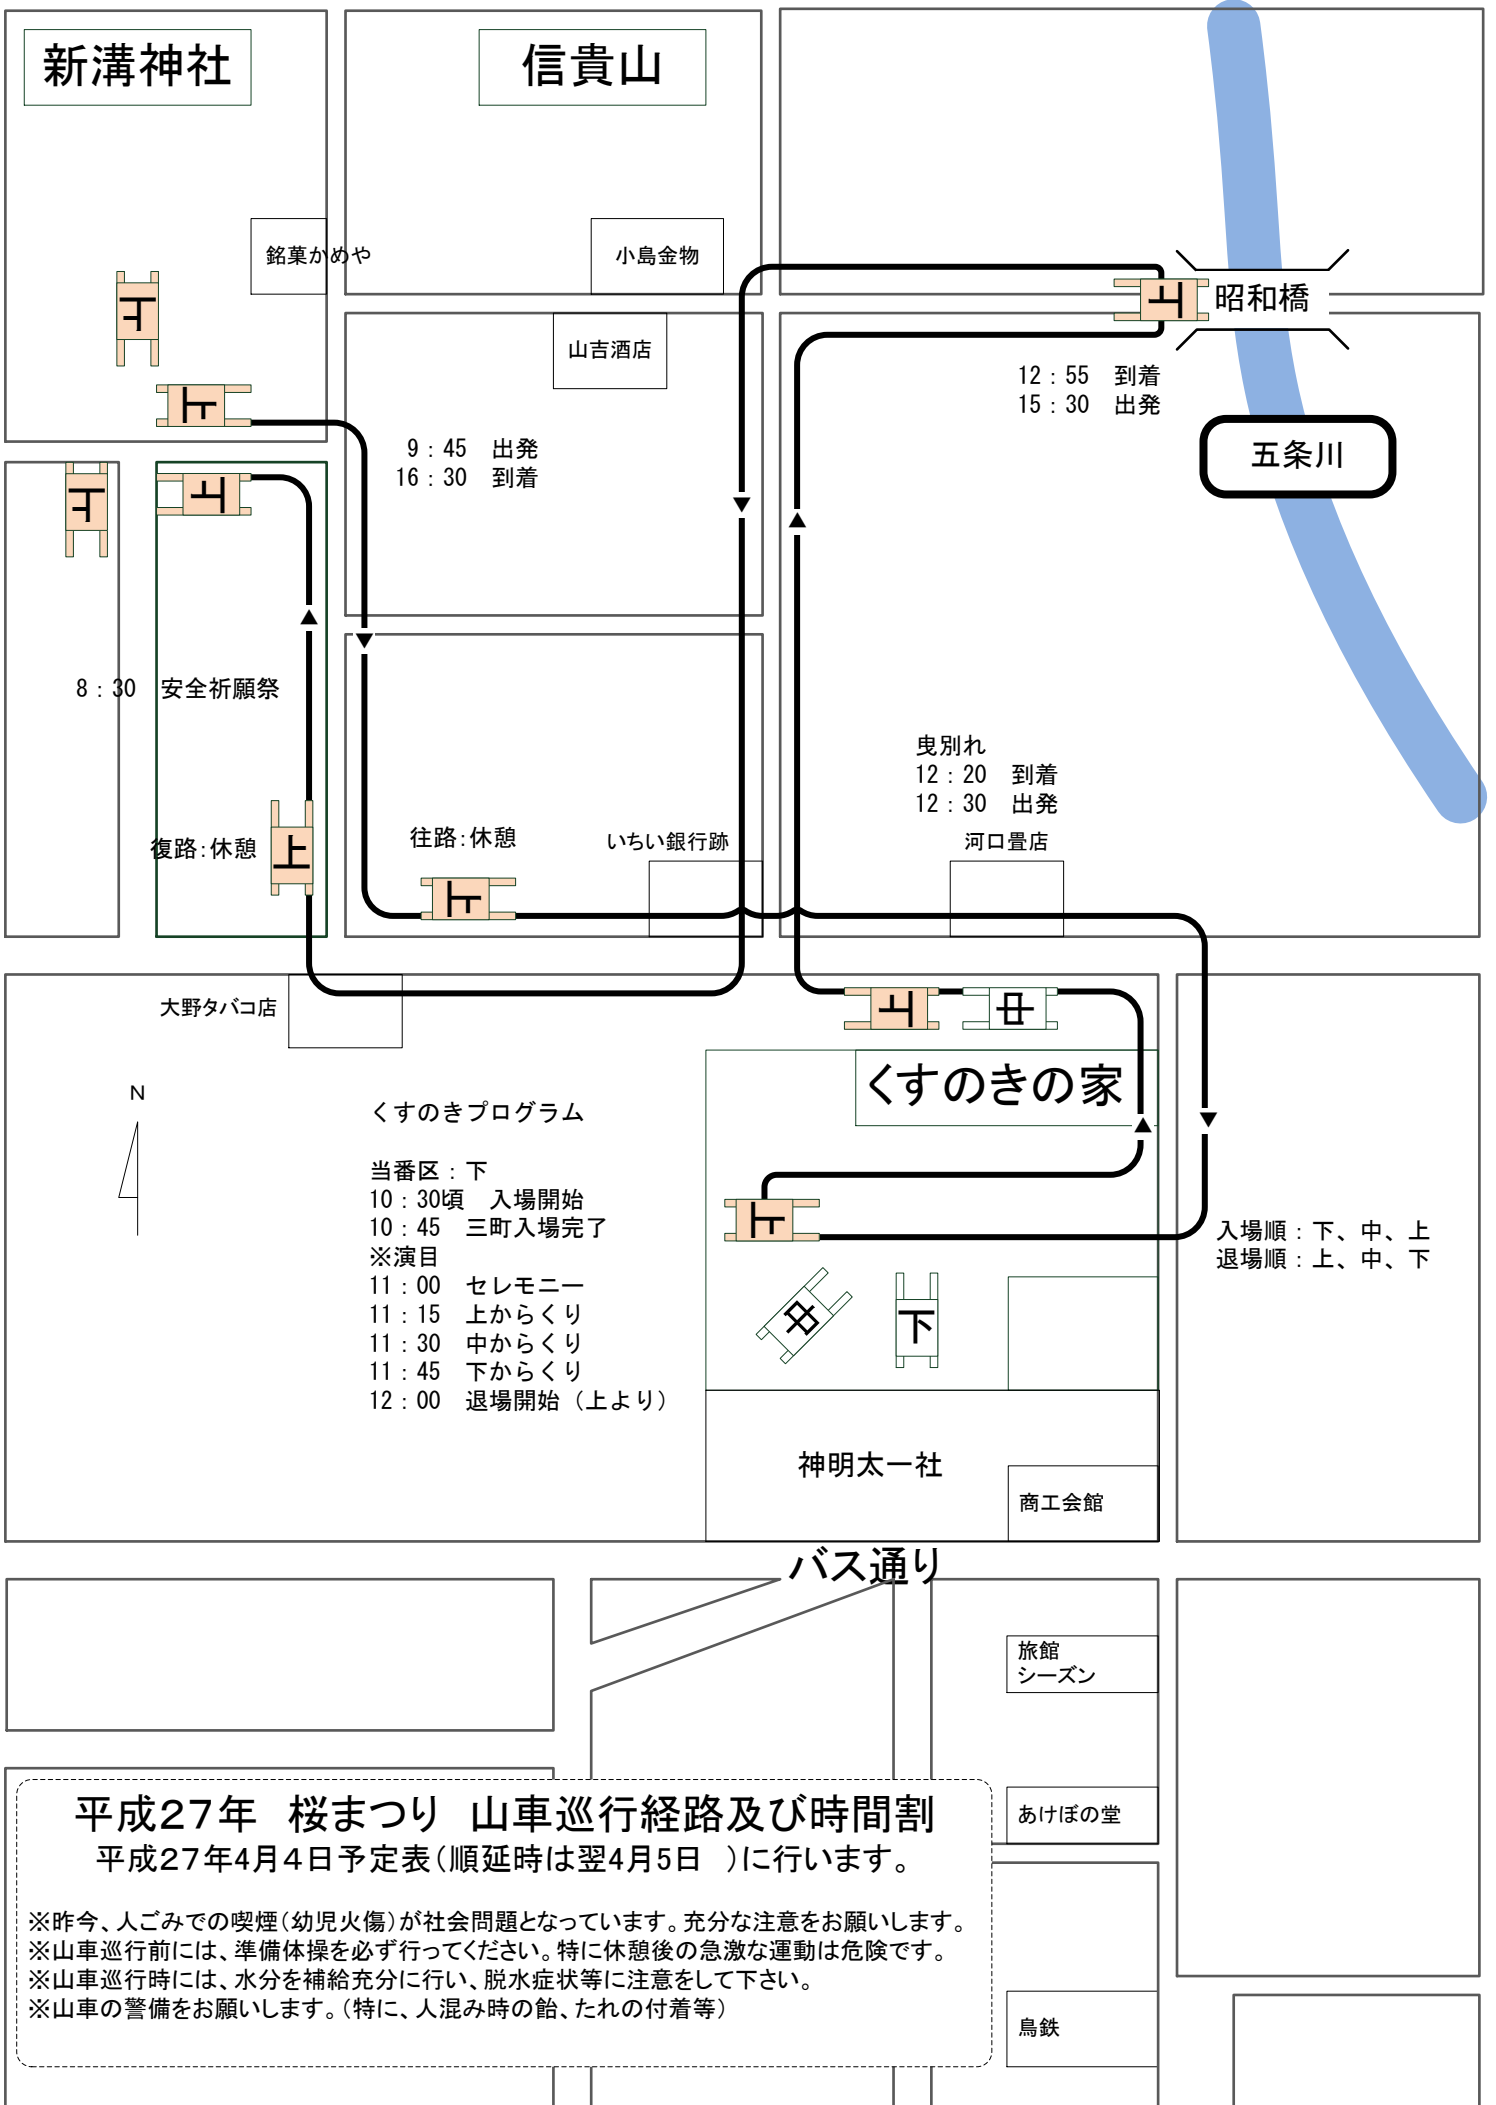 新溝神社
信貴山
銘菓かめや
小島金物
上
下
上
昭和橋
山吉酒店
12：55　到着
15：30　出発
9：45　出発
16：30　到着
五条川
下
上
8：30　安全祈願祭
曳別れ
12：20　到着
12：30　出発
復路：休憩
上
往路：休憩
上
いちい銀行跡
河口畳店
大野タバコ店
上
中
くすのきの家
N
くすのきプログラム
当番区：下
10：30頃　入場開始
10：45　三町入場完了
※演目
11：00　セレモニー
11：15　上からくり
11：30　中からくり
11：45　下からくり
12：00　退場開始（上より）
上
中
下
入場順：下、中、上
退場順：上、中、下
神明太一社
商工会館
バス通り
旅館
シーズン
あけぼの堂
鳥鉄
平成２７年　桜まつり　山車巡行経路及び時間割
平成２７年４月４日予定表（順延時は翌４月５日　）に行います。
※昨今、人ごみでの喫煙（幼児火傷）が社会問題となっています。充分な注意をお願いします。
※山車巡行前には、準備体操を必ず行ってください。特に休憩後の急激な運動は危険です。
※山車巡行時には、水分を補給充分に行い、脱水症状等に注意をして下さい。
※山車の警備をお願いします。（特に、人混み時の飴、たれの付着等）